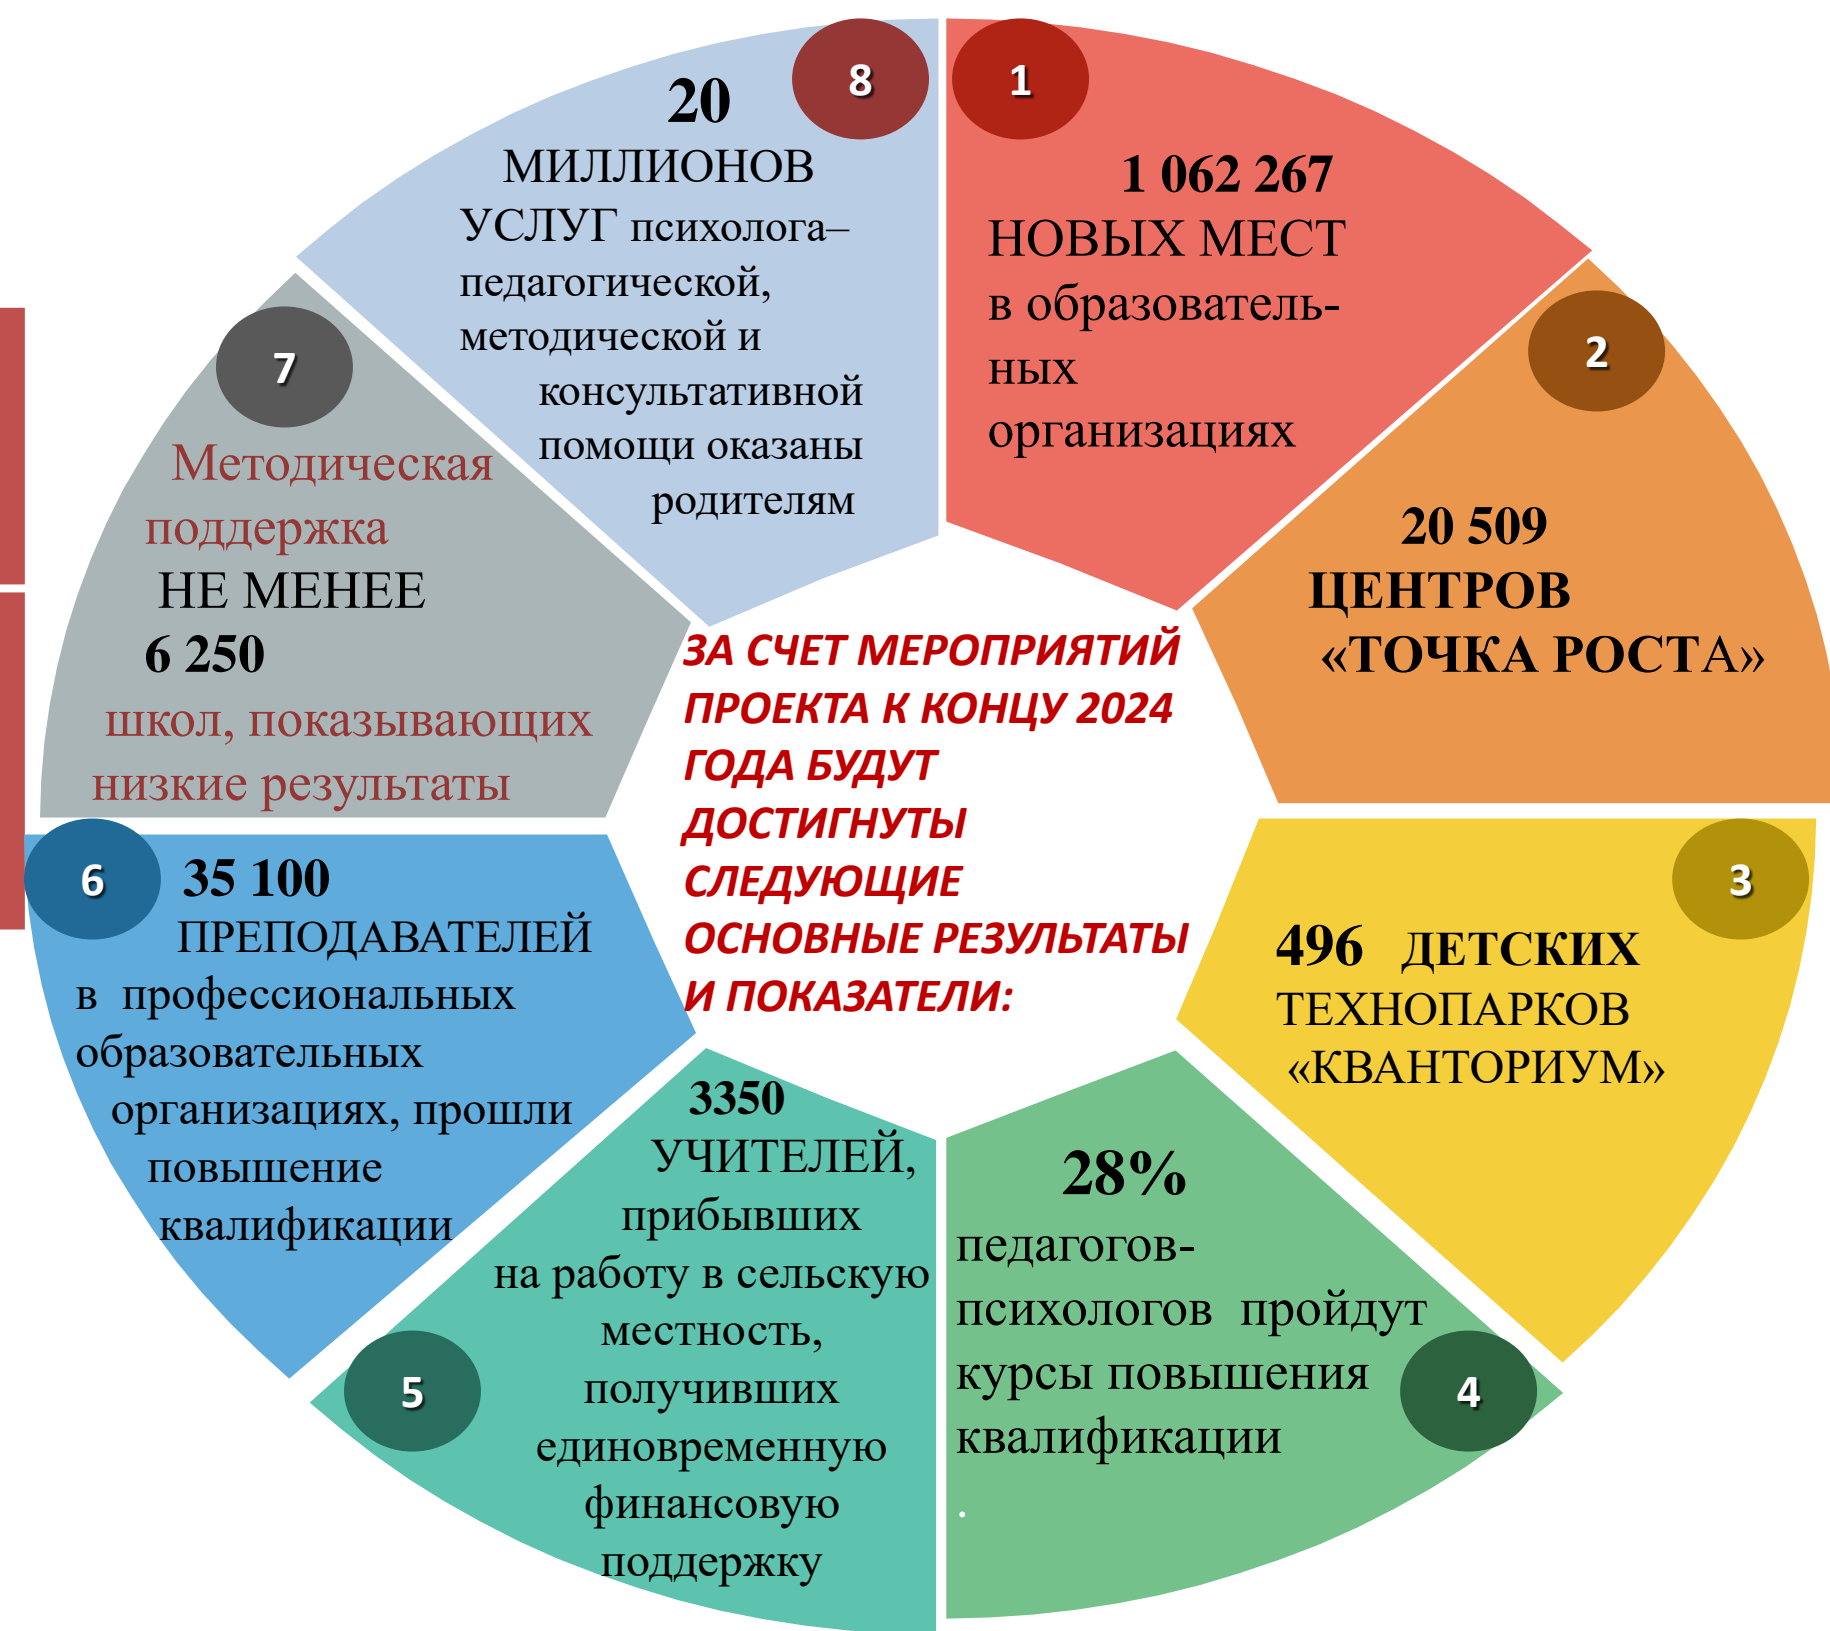 ЗА СЧЕТ МЕРОПРИЯТИЙ
ПРОЕКТА К КОНЦУ 2024
ГОДА БУДУТ
ДОСТИГНУТЫ
СЛЕДУЮЩИЕ
ОСНОВНЫЕ РЕЗУЛЬТАТЫ
И ПОКАЗАТЕЛИ:
1
1 062 267
НОВЫХ МЕСТ
в образователь-
ных
организациях
2
20 509
ЦЕНТРОВ
«ТОЧКА РОСТА»
3
496 ДЕТСКИХ
ТЕХНОПАРКОВ
«КВАНТОРИУМ»
4
28%
педагогов-
психологов пройдут
курсы повышения
квалификации
.
5
3350
УЧИТЕЛЕЙ,
прибывших
на работу в сельскую
местность,
получивших
единовременную
финансовую
поддержку
6
35 100
ПРЕПОДАВАТЕЛЕЙ
в профессиональных
образовательных
организациях, прошли
повышение
квалификации
7
Методическая
поддержка
НЕ МЕНЕЕ
6 250
школ, показывающих
низкие результаты
8
20
МИЛЛИОНОВ
УСЛУГ психолога–
педагогической,
методической и
консультативной
помощи оказаны
родителям